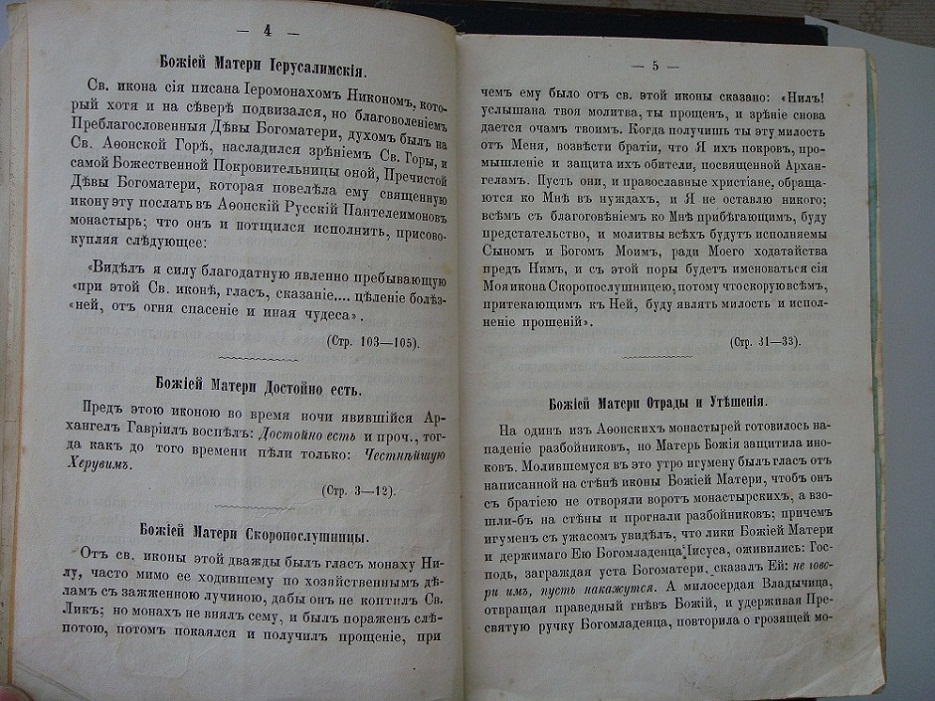 — 4 —
Божіей Матери Іерусалимскія.
Св. икона сія писана Іеромонахомъ Никономъ, кото-
рый хотя и на сѣверѣ подвизался, но благоволеніемъ
Преблагословенныя Дѣвы Богоматери, духомъ былъ на
Св. Аѳонской Горѣ, насладился зрѣніемъ Св. Горы, и
самой Божественной Покровительницы оной, Пречистой
Дѣвы Богоматери, которая повелѣла ему священную
икону эту послать въ Аѳонскій Русскій Пантелеимоновъ
монастырь; что онъ и потщился исполнить, присово-
купляя слѣдующее:
«Видѣлъ я силу благодатную явленно пребывающую
«при этой Св. иконѣ, гласъ, сказаніе.... цѣленіе болѣз-
«ней, отъ огня спасеніе и иная чудеса».
(Стр. 103—105).
Божіей Матери Достойно есть.
Предъ этою иконою во время ночи явившійся Ар-
хангелъ Гавріилъ воспѣлъ: Достойно есть и проч., тог-
да какъ до того времени пѣли только: Честнѣйшую
Херувимъ.
(Стр. 3—12).
Божіей Матери Скоропослушницы.
Отъ св. иконы этой дважды былъ гласъ монаху Ни-
лу, часто мимо ее ходившему по хозяйственнымъ дѣ-
ламъ съ зажженною лучиною, дабы онъ не коптилъ Св.
Ликъ; но монахъ не внялъ сему, и былъ пораженъ слѣ-
потою, потомъ покаялся и получилъ прощеніе, при
— 5 —
чемъ ему было отъ св. этой иконы сказано: «Нилъ!
услышана твоя молитва, ты прощенъ, и зрѣніе снова
дается очамъ твоимъ. Когда получишь ты эту милость
отъ Меня, возвѣсти братіи, что Я ихъ покровъ, про-
мышленіе и защита ихъ обители, посвященной Архан-
геламъ. Пусть они, и православные христіане, обраща-
ются ко Мнѣ въ нуждахъ, и Я не оставлю никого;
всѣмъ съ благоговѣніемъ ко Мнѣ прибѣгающимъ, буду
предстательство, и молитвы всѣхъ будутъ исполняемы
Сыномъ и Богомъ Моимъ, ради Моего ходатайства
предъ Нимъ, и съ этой поры будетъ именоваться сія
Моя икона Скоропослушницею, потому что скорую всѣмъ,
притекающимъ къ Ней, буду являть милость и испол-
неніе прошеній».
(Стр. 31—33).
Божіей Матери Отрады и Утѣшенія.
На одинъ изъ Аѳонскихъ монастырей готовилось на-
паденіе разбойниковъ, но Матерь Божія защитила ино-
ковъ. Молившемуся въ это утро игумену былъ гласъ отъ
написанной на стѣнѣ иконы Божіей Матери, чтобъ онъ
съ братіею не отворяли воротъ монастырскихъ, а взо-
шли-бъ на стѣны и прогнали разбойниковъ; причемъ
игуменъ съ ужасомъ увидѣлъ, что лики Божіей Матери
и держимаго Ею Богомладенца Іисуса, оживились: Гос-
подь, заграждая уста Богоматери, сказалъ Ей: не гово-
ри имъ, пусть накажутся. А милосердая Владычица,
отвращая праведный гнѣвъ Божій, и удерживая Пре-
святую ручку Богомладенца, повторила о грозящей мо-